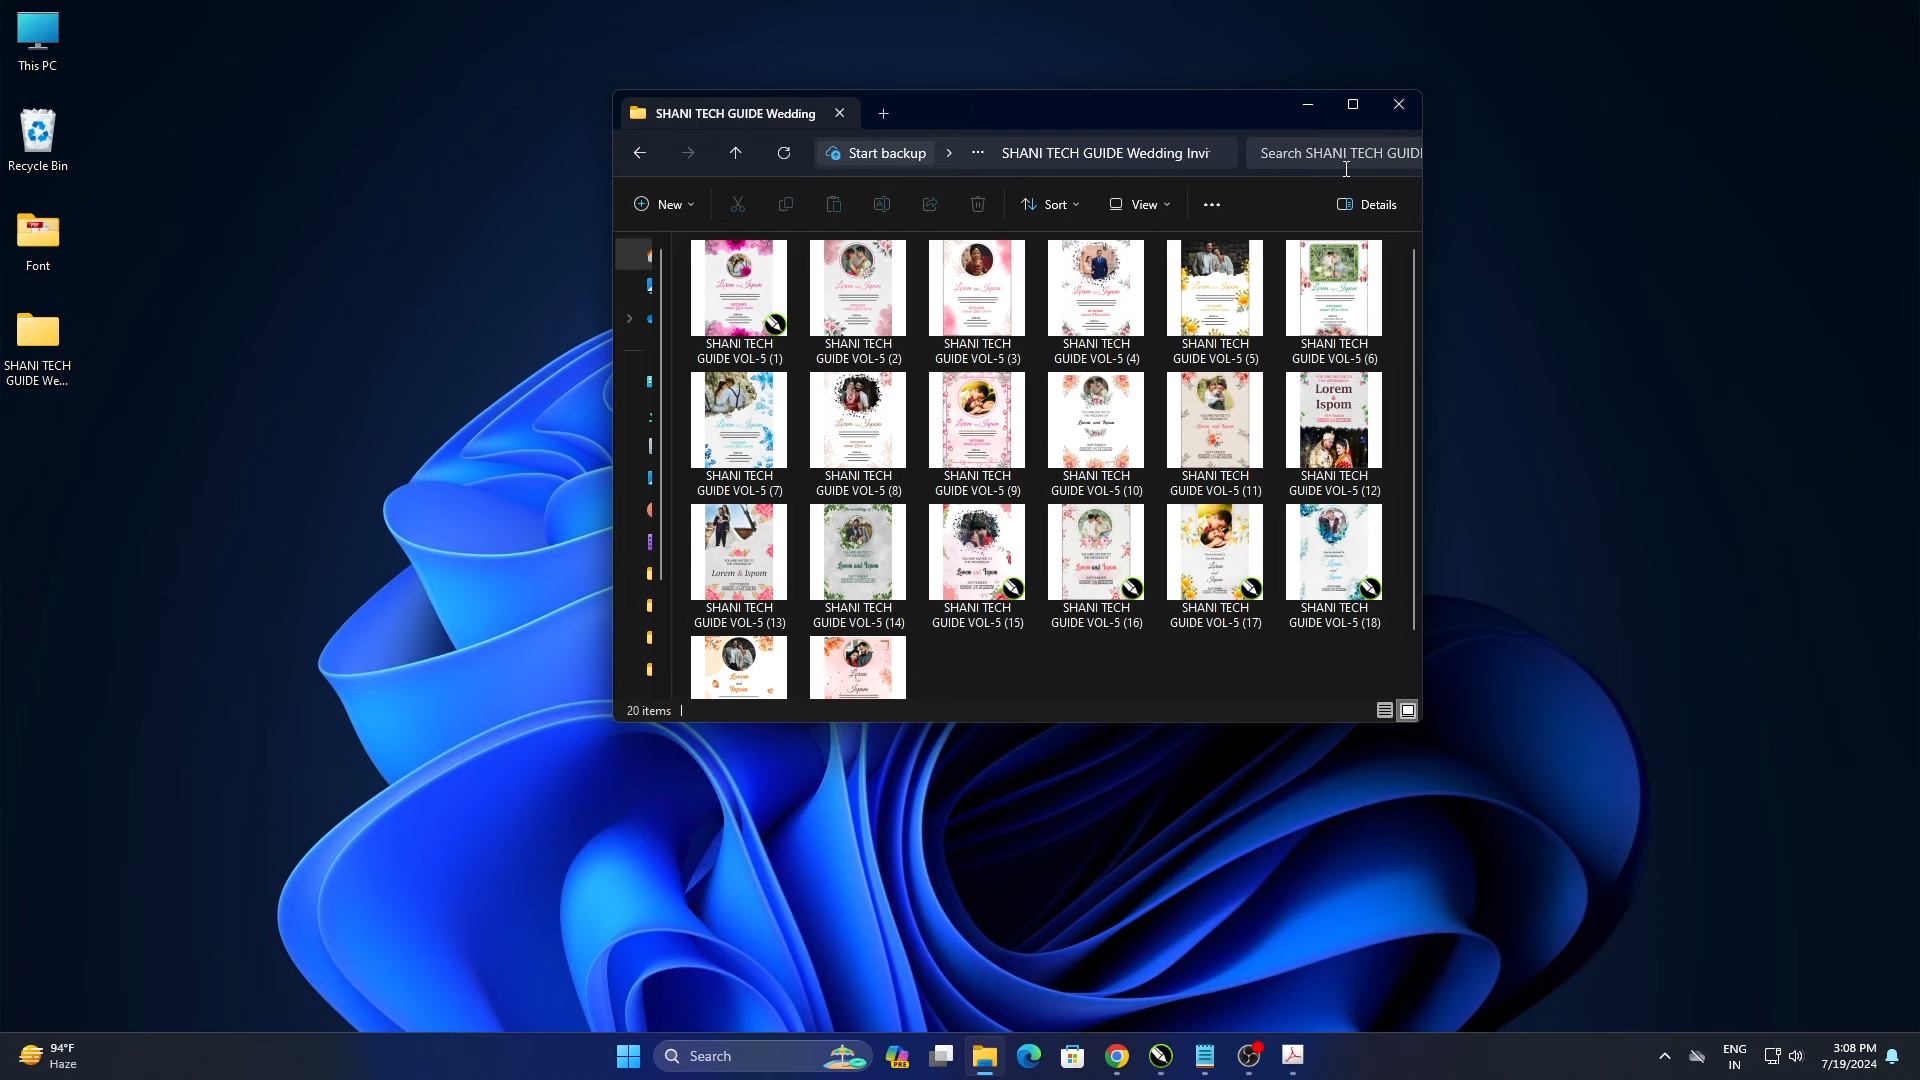 This PC
Recycle Bin
Font
SHANI TECH
GUIDE We...
SHANI TECH GUIDE Wedding
Start backup
SHANI TECH GUIDE Wedding Invi
Search SHANI TECH GUID
New
Sort
View
Details
SHANI TECH
GUIDE VOL-5 (1)
SHANI TECH
GUIDE VOL-5 (2)
SHANI TECH
GUIDE VOL-5 (3)
SHANI TECH
GUIDE VOL-5 (4)
SHANI TECH
GUIDE VOL-5 (5)
SHANI TECH
GUIDE VOL-5 (6)
Lorem
&
Ispom
SHANI TECH
GUIDE VOL-5 (7)
SHANI TECH
GUIDE VOL-5 (8)
SHANI TECH
GUIDE VOL-5 (9)
SHANI TECH
GUIDE VOL-5 (10)
SHANI TECH
GUIDE VOL-5 (11)
SHANI TECH
GUIDE VOL-5 (12)
Lorem & Ispom
SHANI TECH
GUIDE VOL-5 (13)
SHANI TECH
GUIDE VOL-5 (14)
SHANI TECH
GUIDE VOL-5 (15)
SHANI TECH
GUIDE VOL-5 (16)
SHANI TECH
GUIDE VOL-5 (17)
SHANI TECH
GUIDE VOL-5 (18)
20 items
94°F
Haze
Search
PRE
ENG
IN
3:08 PM
7/19/2024